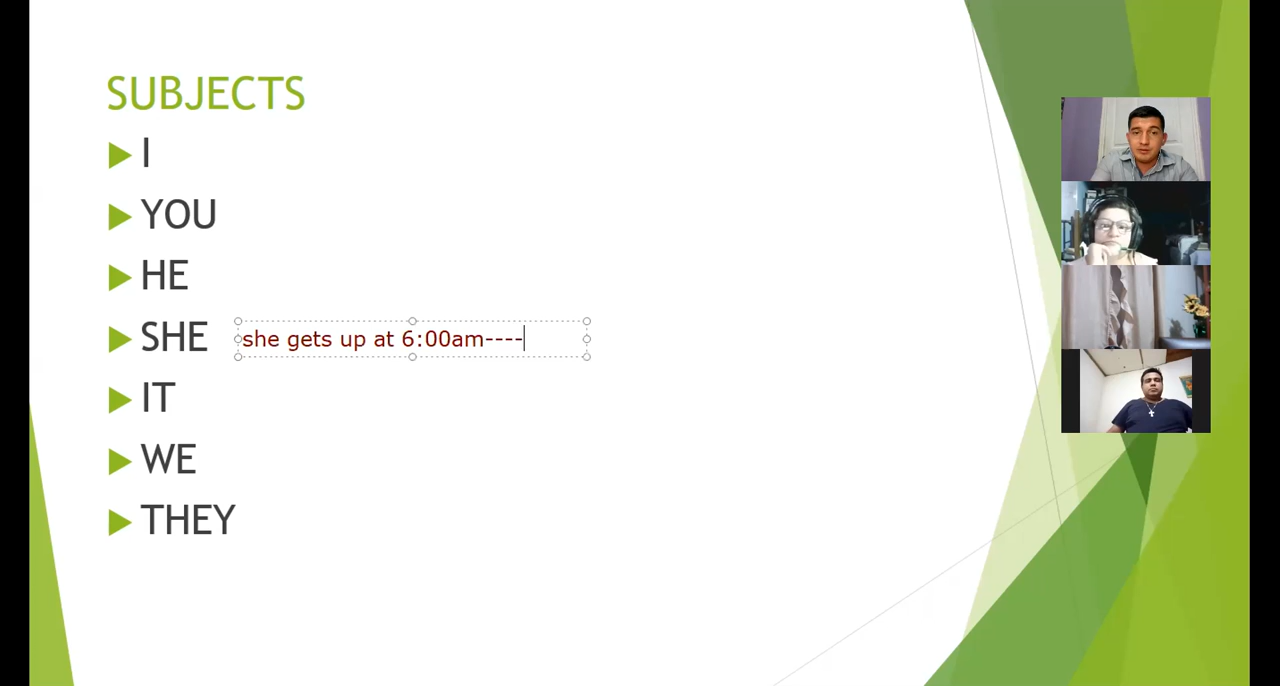 SUBJECTS
I
YOU
HE
SHE she gets up at 6:00am----
IT
WE
THEY